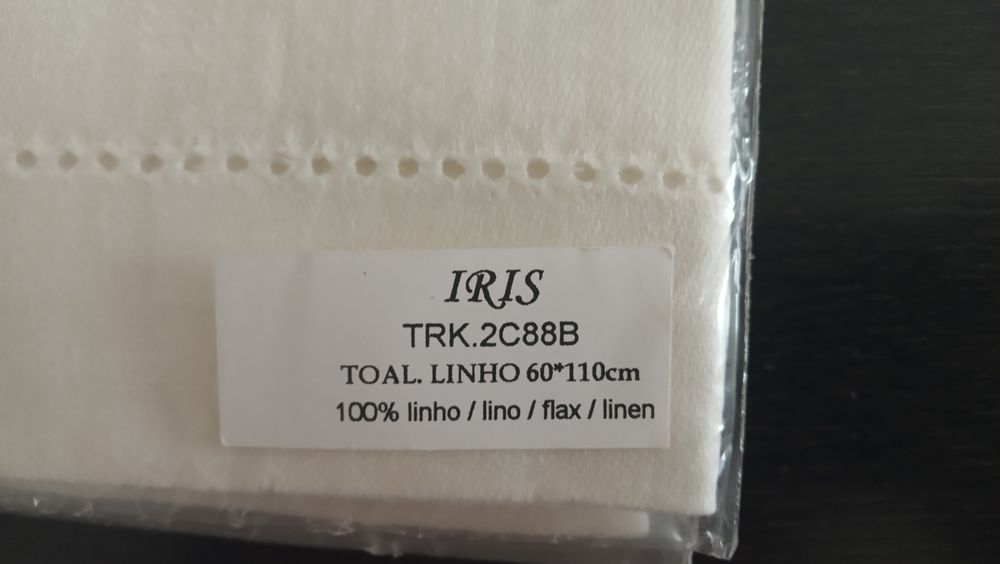 IRIS
TRK.2C88B
TOAL. LINHO 60*110cm
100% linho / lino / flax / linen